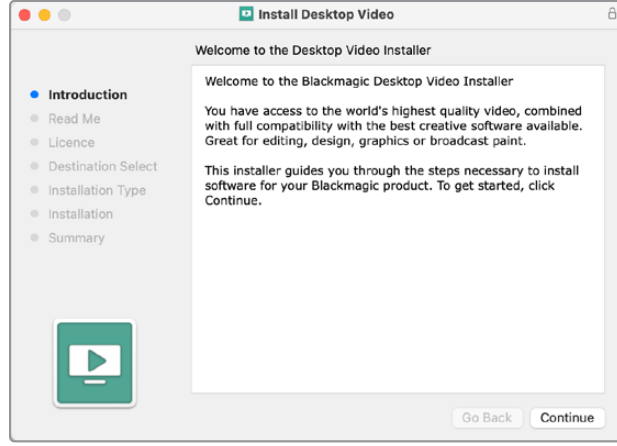 Install Desktop Video
Welcome to the Desktop Video Installer
Introduction
Read Me
Licence
Destination Select
Installation Type
Installation
Summary
Welcome to the Blackmagic Desktop Video Installer
You have access to the world's highest quality video, combined
with full compatibility with the best creative software available.
Great for editing, design, graphics or broadcast paint.
This installer guides you through the steps necessary to install
software for your Blackmagic product. To get started, click
Continue.
Go Back
Continue